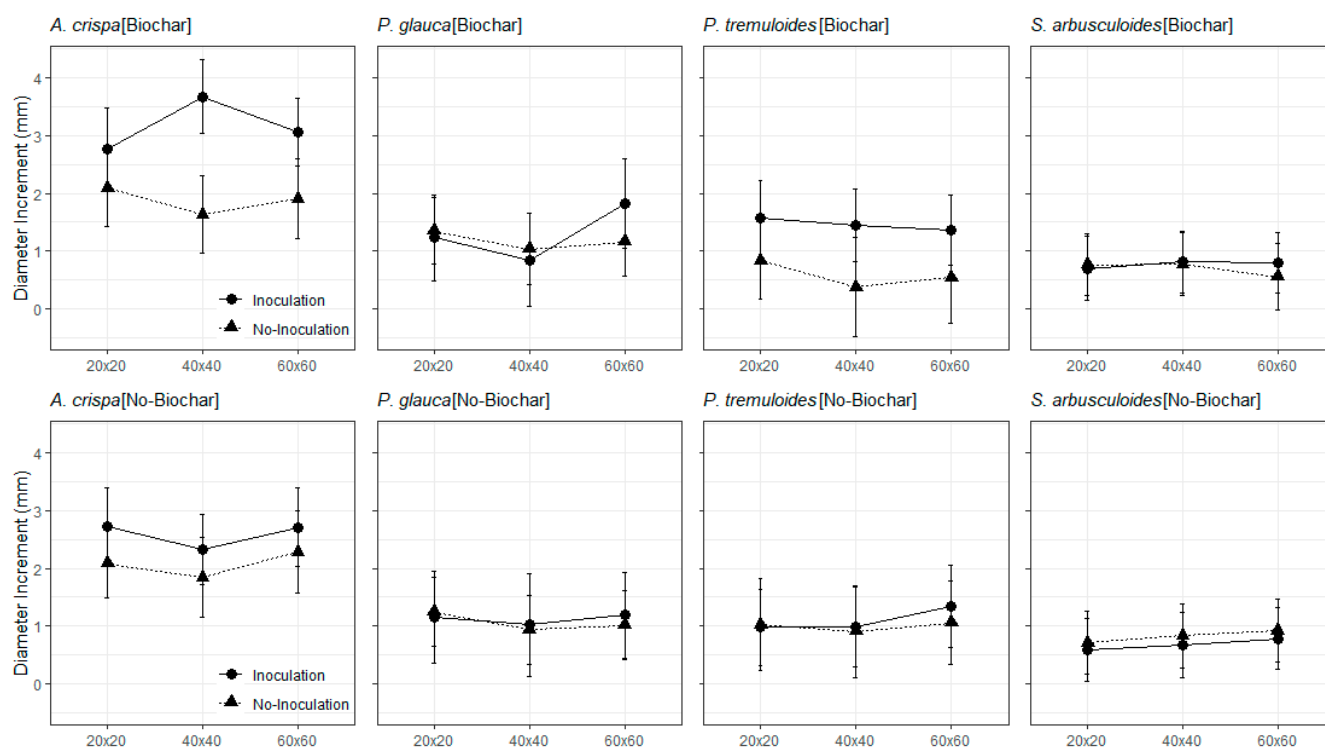 A. crispa[Biochar]
P. glauca[Biochar]
P. tremuloides[Biochar]
S. arbusculoides[Biochar]
Diameter Increment (mm)
4
3
2
1
0
Inoculation
No-Inoculation
20x20
40x40
60x60
20x20
40x40
60x60
20x20
40x40
60x60
20x20
40x40
60x60
A. crispa[No-Biochar]
P. glauca[No-Biochar]
P. tremuloides[No-Biochar]
S. arbusculoides[No-Biochar]
Diameter Increment (mm)
4
3
2
1
0
Inoculation
No-Inoculation
20x20
40x40
60x60
20x20
40x40
60x60
20x20
40x40
60x60
20x20
40x40
60x60